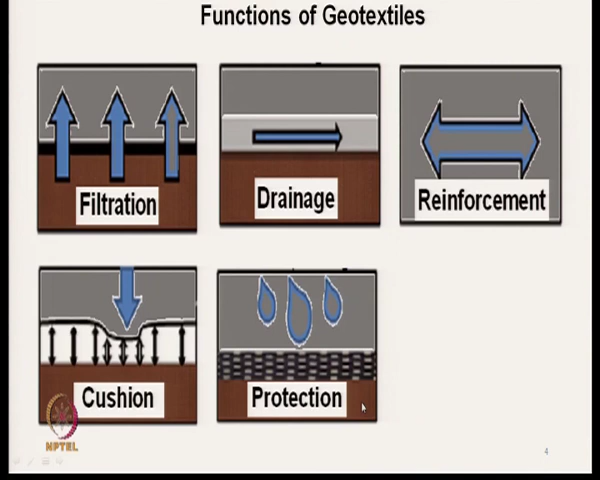 Functions of Geotextiles
Filtration
Drainage
Reinforcement
Cushion
Protection
NPTEL
4